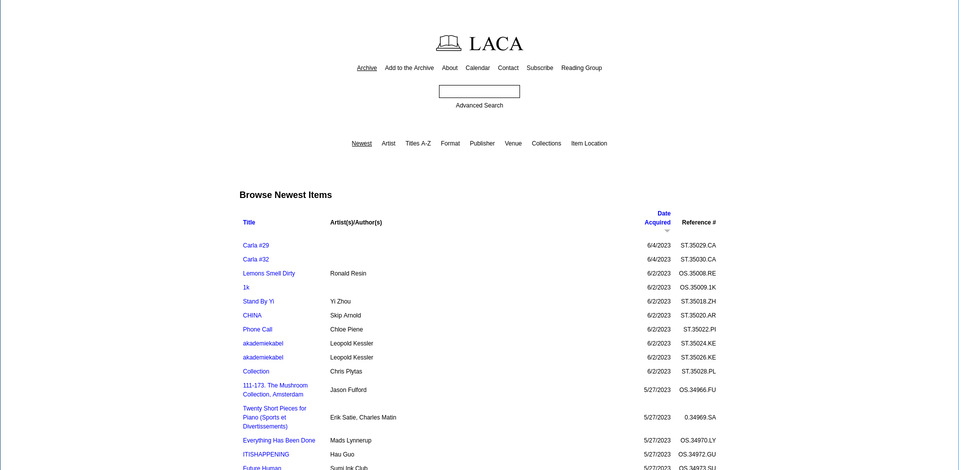 LACA
Archive Add to the Archive About Calendar Contact Subscribe Reading Group
Advanced Search
Newest Artist Titles A-Z Format Publisher Venue Collections Item Location
Browse Newest Items
Title Artist(s)/Author(s) Date Acquired Reference #
Carla #29 6/4/2023 ST.35029.CA
Carla #32 6/4/2023 ST.35030.CA
Lemons Smell Dirty Ronald Resin 6/2/2023 OS.35008.RE
1k 6/2/2023 OS.35009.1K
Stand By Yi Yi Zhou 6/2/2023 ST.35018.ZH
CHINA Skip Arnold 6/2/2023 ST.35020.AR
Phone Call Chloe Piene 6/2/2023 ST.35022.PI
akademiekabel Leopold Kessler 6/2/2023 ST.35024.KE
akademiekabel Leopold Kessler 6/2/2023 ST.35026.KE
Collection Chris Plytas 6/2/2023 ST.35028.PL
111-173. The Mushroom
Collection, Amsterdam Jason Fulford 5/27/2023 OS.34966.FU
Twenty Short Pieces for
Piano (Sports et
Divertissements) Erik Satie, Charles Matin 5/27/2023 0.34969.SA
Everything Has Been Done Mads Lynnerup 5/27/2023 OS.34970.LY
ITISHAPPENING Hau Guo 5/27/2023 OS.34972.GU
Future Human Sumi Ink Club 5/27/2023 OS.34973.SU